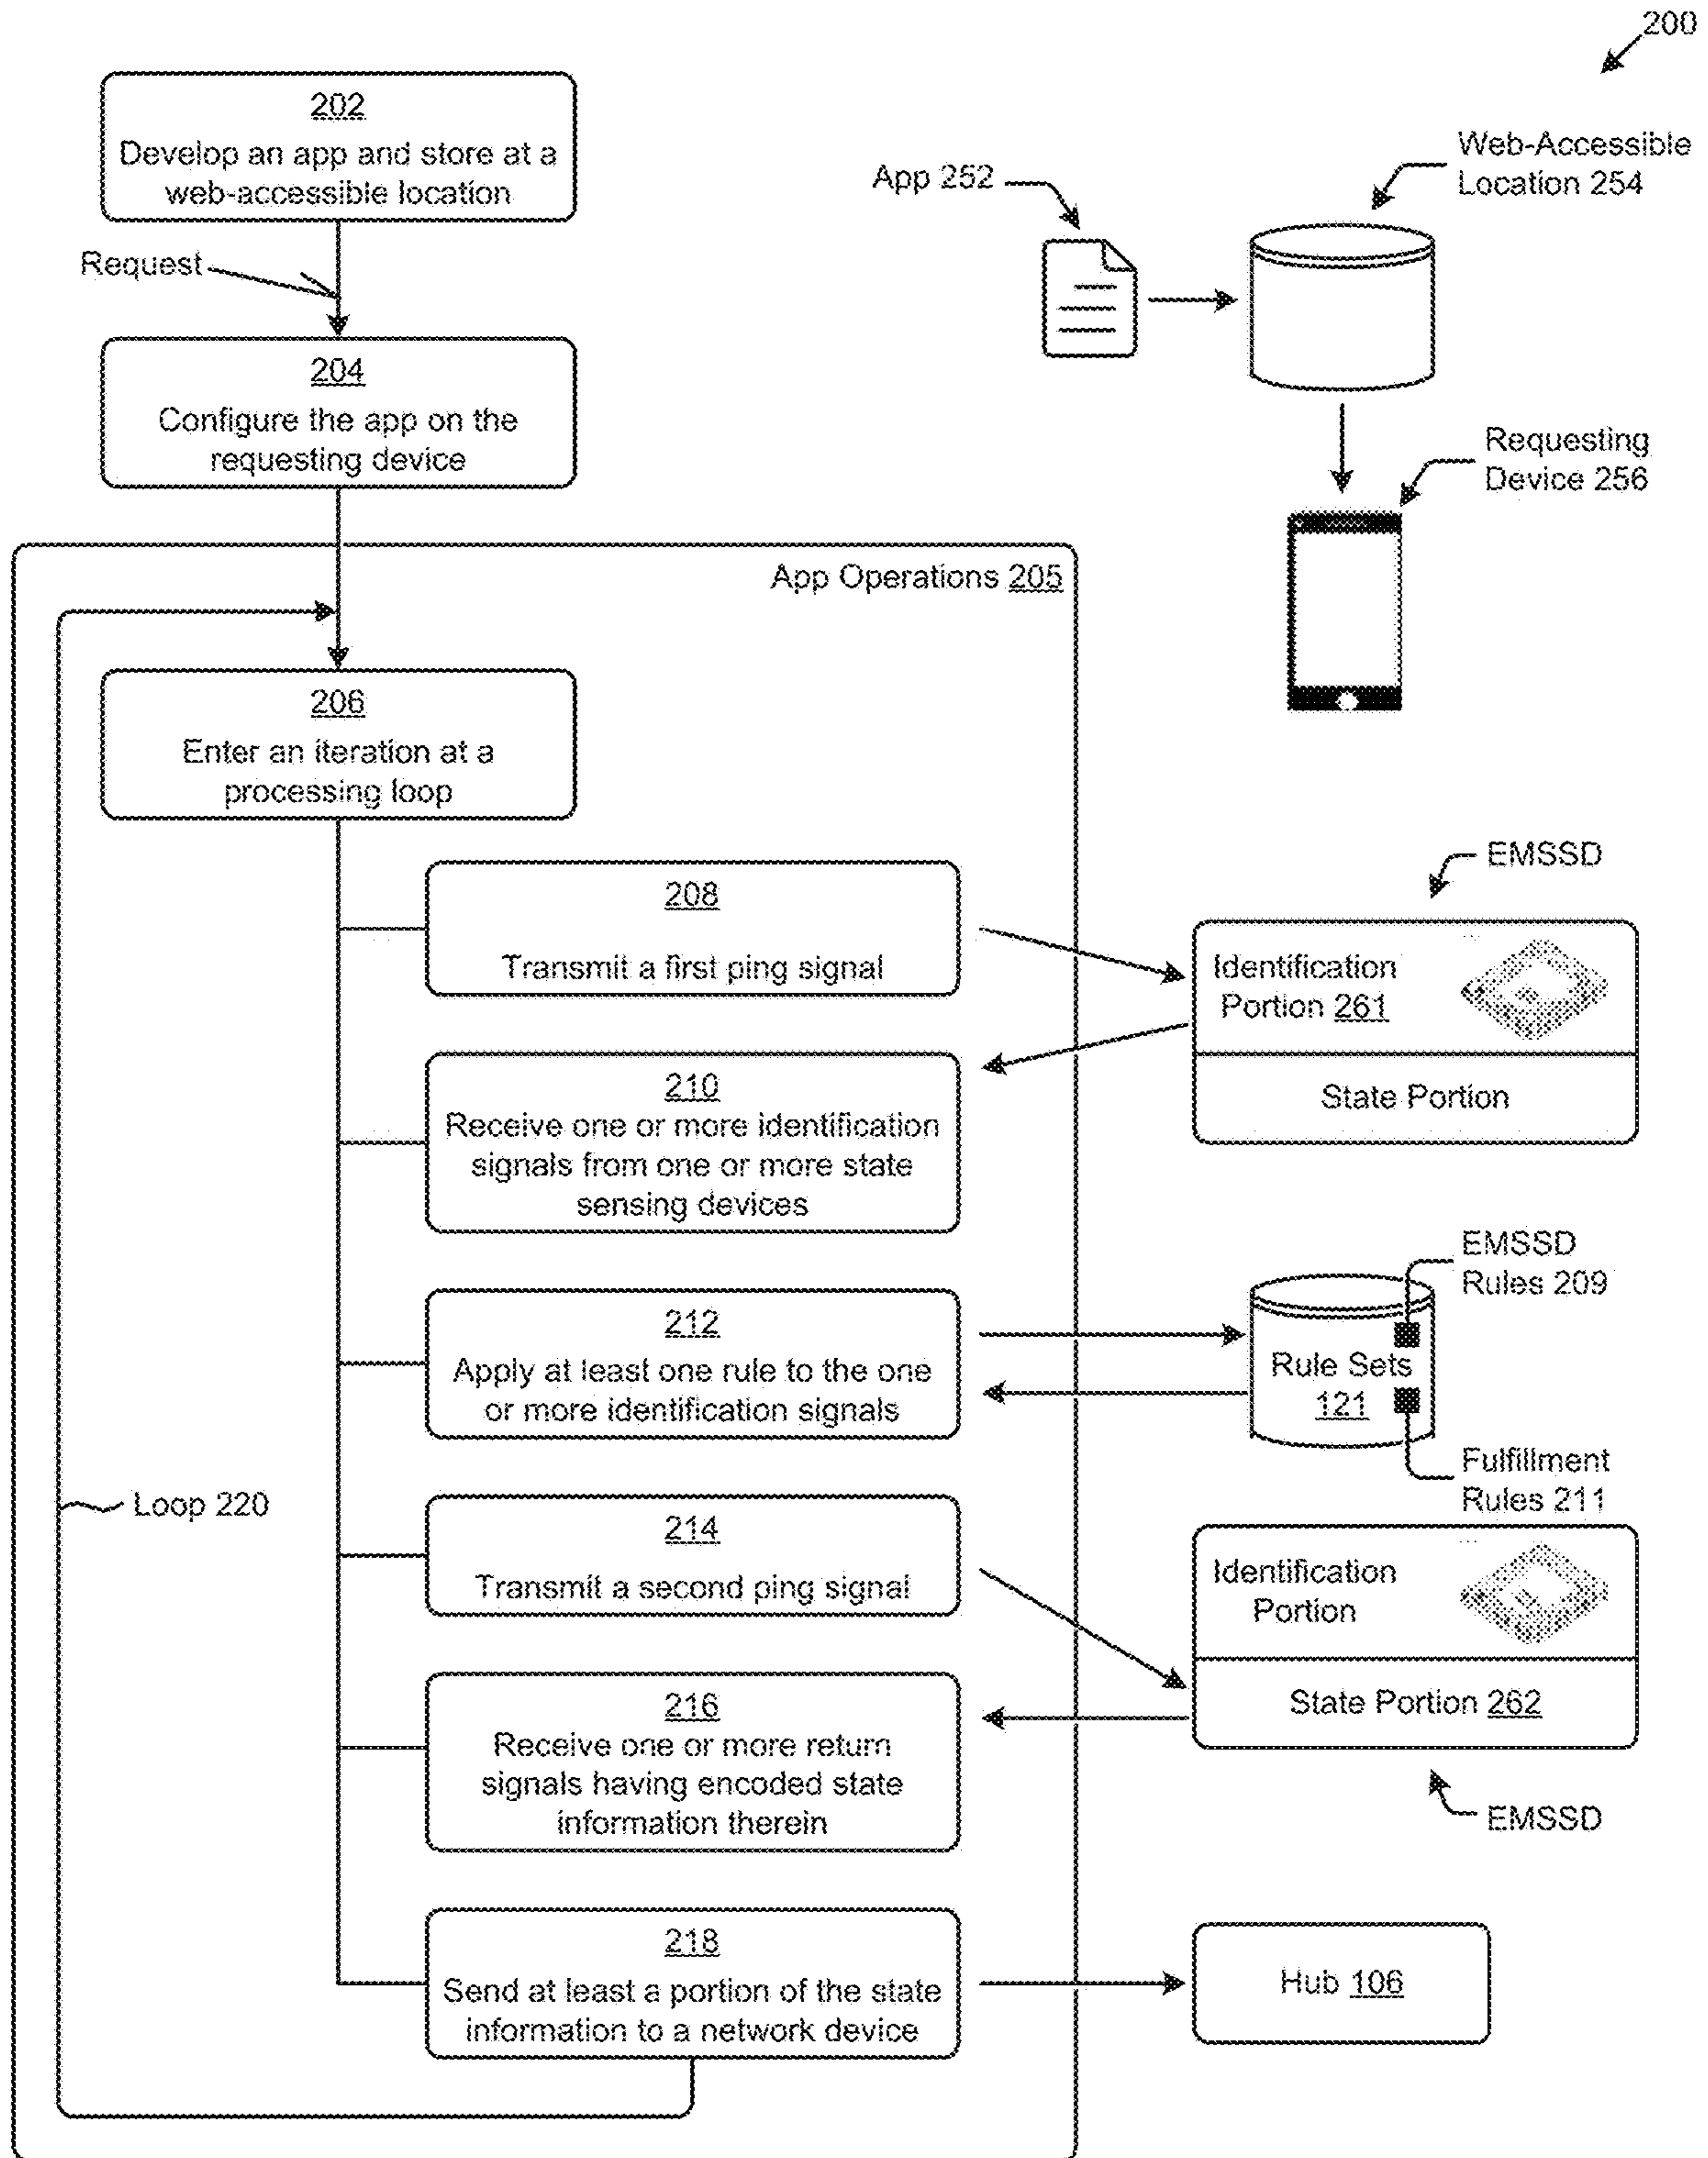 200
202
Develop an app and store at a
web-accessible location
Request
App 252
Web-Accessible
Location 254
204
Configure the app on the
requesting device
Requesting
Device 256
App Operations 205
206
Enter an iteration at a
processing loop
208
Transmit a first ping signal
EMSSD
Identification
Portion 261
State Portion
210
Receive one or more identification
signals from one or more state
sensing devices
212
Apply at least one rule to the one
or more identification signals
EMSSD
Rules 209
Rule Sets
121
Fulfillment
Rules 211
Loop 220
214
Transmit a second ping signal
Identification
Portion
State Portion 262
EMSSD
216
Receive one or more return
signals having encoded state
information therein
218
Send at least a portion of the state
information to a network device
Hub 106